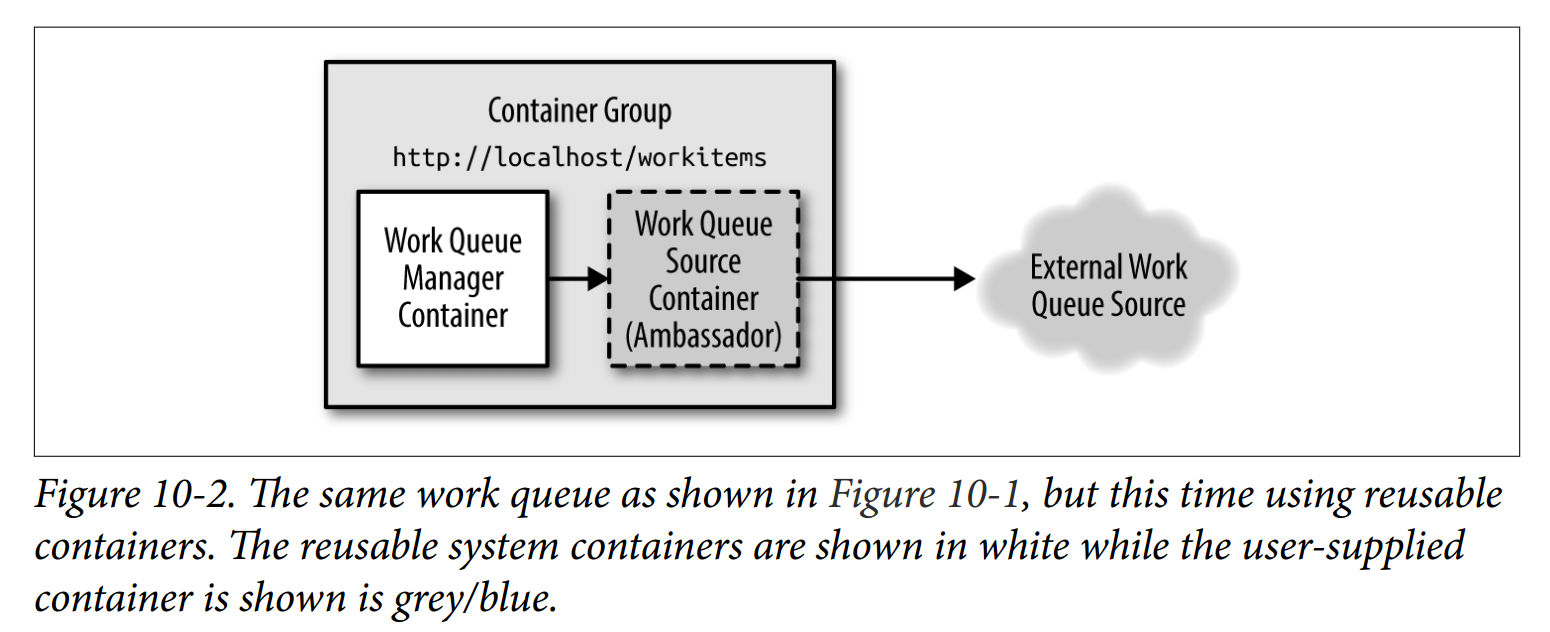 Container Group
http://localhost/workitems
Work Queue
Manager
Container
Work Queue
Source
Container
(Ambassador)
External Work
Queue Source
Figure 10-2. The same work queue as shown in Figure 10-1, but this time using reusable
containers. The reusable system containers are shown in white while the user-supplied
container is shown is grey/blue.